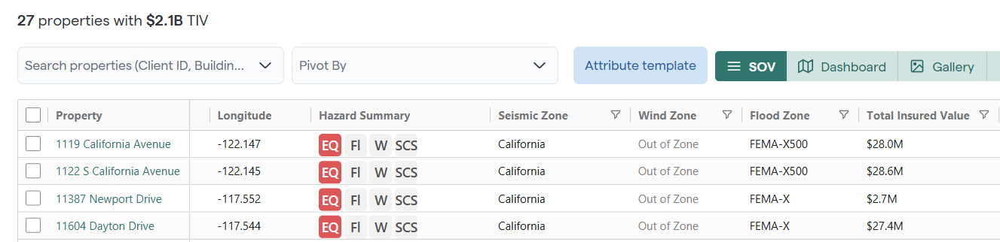 27 properties with $2.1B TIV
Search properties (Client ID, Buildin... Pivot By Attribute template SOV Dashboard Gallery
Property Longitude Hazard Summary Seismic Zone Wind Zone Flood Zone Total Insured Value
1119 California Avenue -122.147 EQ Fl W SCS California Out of Zone FEMA-X500 $28.0M
1122 S California Avenue -122.145 EQ Fl W SCS California Out of Zone FEMA-X500 $28.6M
11387 Newport Drive -117.552 EQ Fl W SCS California Out of Zone FEMA-X $2.7M
11604 Dayton Drive -117.544 EQ Fl W SCS California Out of Zone FEMA-X $27.4M